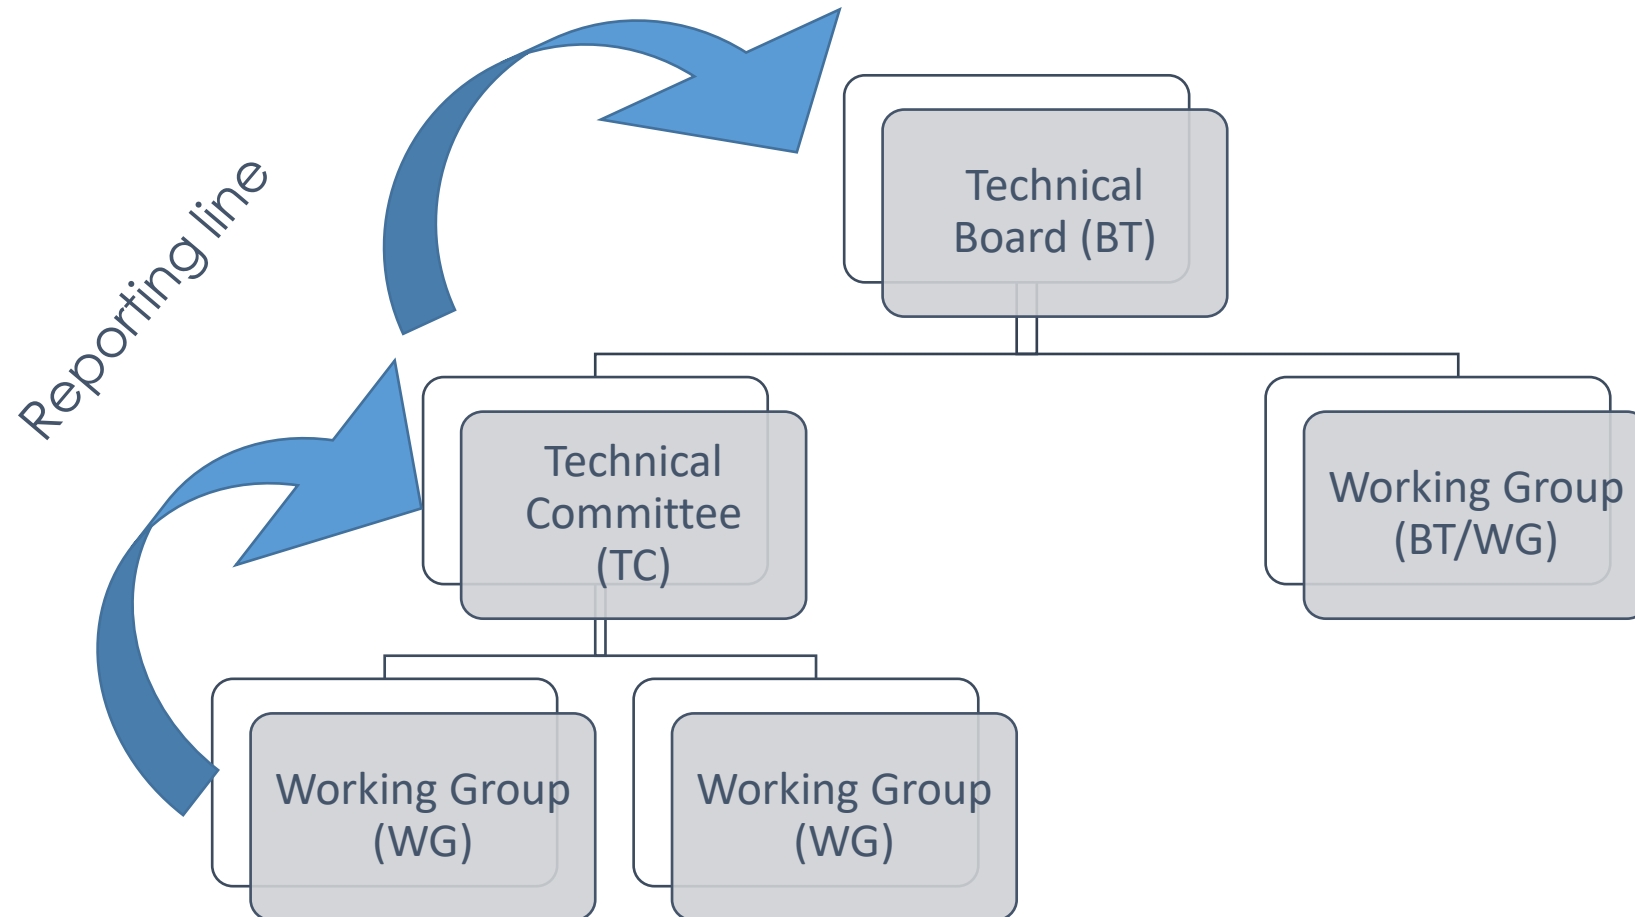 Reporting line
Technical
Board (BT)
Technical
Committee
(TC)
Working Group
(BT/WG)
Working Group
(WG)
Working Group
(WG)